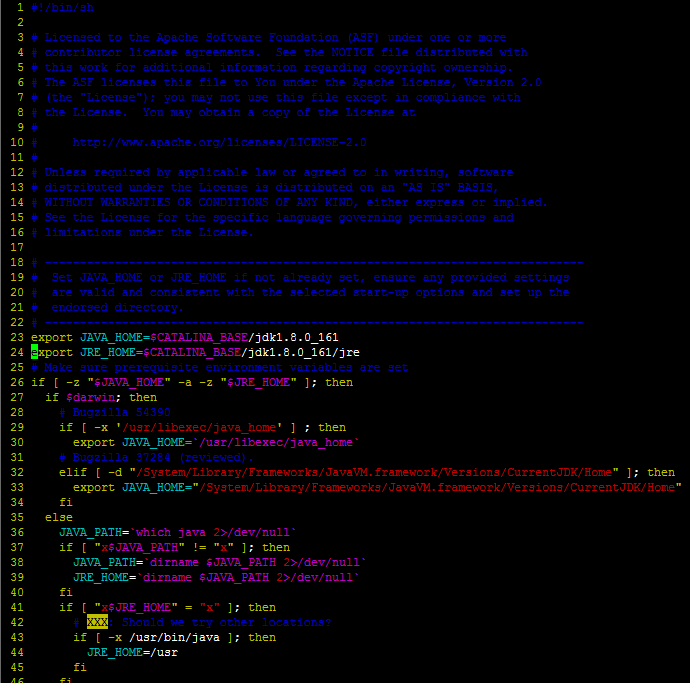 1 #!/bin/sh
2
3 # Licensed to the Apache Software Foundation (ASF) under one or more
4 # contributor license agreements.  See the NOTICE file distributed with
5 # this work for additional information regarding copyright ownership.
6 # The ASF licenses this file to You under the Apache License, Version 2.0
7 # (the "License"); you may not use this file except in compliance with
8 # the License.  You may obtain a copy of the License at
9 #
10 #     http://www.apache.org/licenses/LICENSE-2.0
11 #
12 # Unless required by applicable law or agreed to in writing, software
13 # distributed under the License is distributed on an "AS IS" BASIS,
14 # WITHOUT WARRANTIES OR CONDITIONS OF ANY KIND, either express or implied.
15 # See the License for the specific language governing permissions and
16 # limitations under the License.
17
18 # -----------------------------------------------------------------------------
19 #  Set JAVA_HOME or JRE_HOME if not already set, ensure any provided settings
20 #  are valid and consistent with the selected start-up options and set up the
21 #  endorsed directory.
22 # -----------------------------------------------------------------------------
23 export JAVA_HOME=$CATALINA_BASE/jdk1.8.0_161
24 export JRE_HOME=$CATALINA_BASE/jdk1.8.0_161/jre
25 # Make sure prerequisite environment variables are set
26 if [ -z "$JAVA_HOME" -a -z "$JRE_HOME" ]; then
27   if $darwin; then
28     # Bugzilla 54390
29     if [ -x '/usr/libexec/java_home' ] ; then
30       export JAVA_HOME=`/usr/libexec/java_home`
31     # Bugzilla 37284 (reviewed).
32     elif [ -d "/System/Library/Frameworks/JavaVM.framework/Versions/CurrentJDK/Home" ]; then
33       export JAVA_HOME="/System/Library/Frameworks/JavaVM.framework/Versions/CurrentJDK/Home"
34     fi
35   else
36     JAVA_PATH=`which java 2>/dev/null`
37     if [ "x$JAVA_PATH" != "x" ]; then
38       JAVA_PATH=`dirname $JAVA_PATH 2>/dev/null`
39       JRE_HOME=`dirname $JAVA_PATH 2>/dev/null`
40     fi
41     if [ "x$JRE_HOME" = "x" ]; then
42       # XXX: Should we try other locations?
43       if [ -x /usr/bin/java ]; then
44         JRE_HOME=/usr
45       fi
46     fi